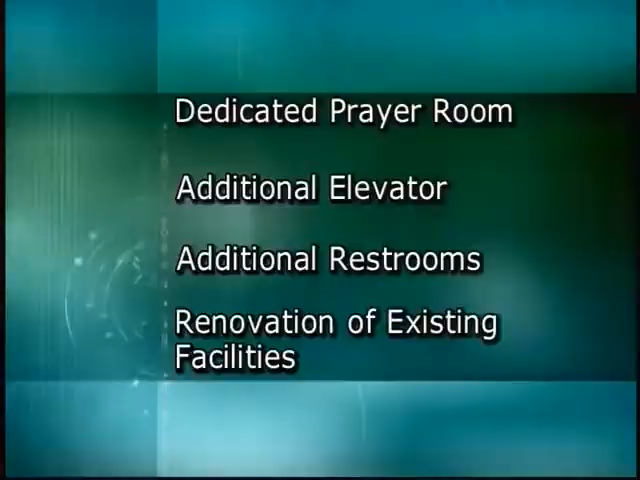 Dedicated Prayer Room
Additional Elevator
Additional Restrooms
Renovation of Existing
Facilities